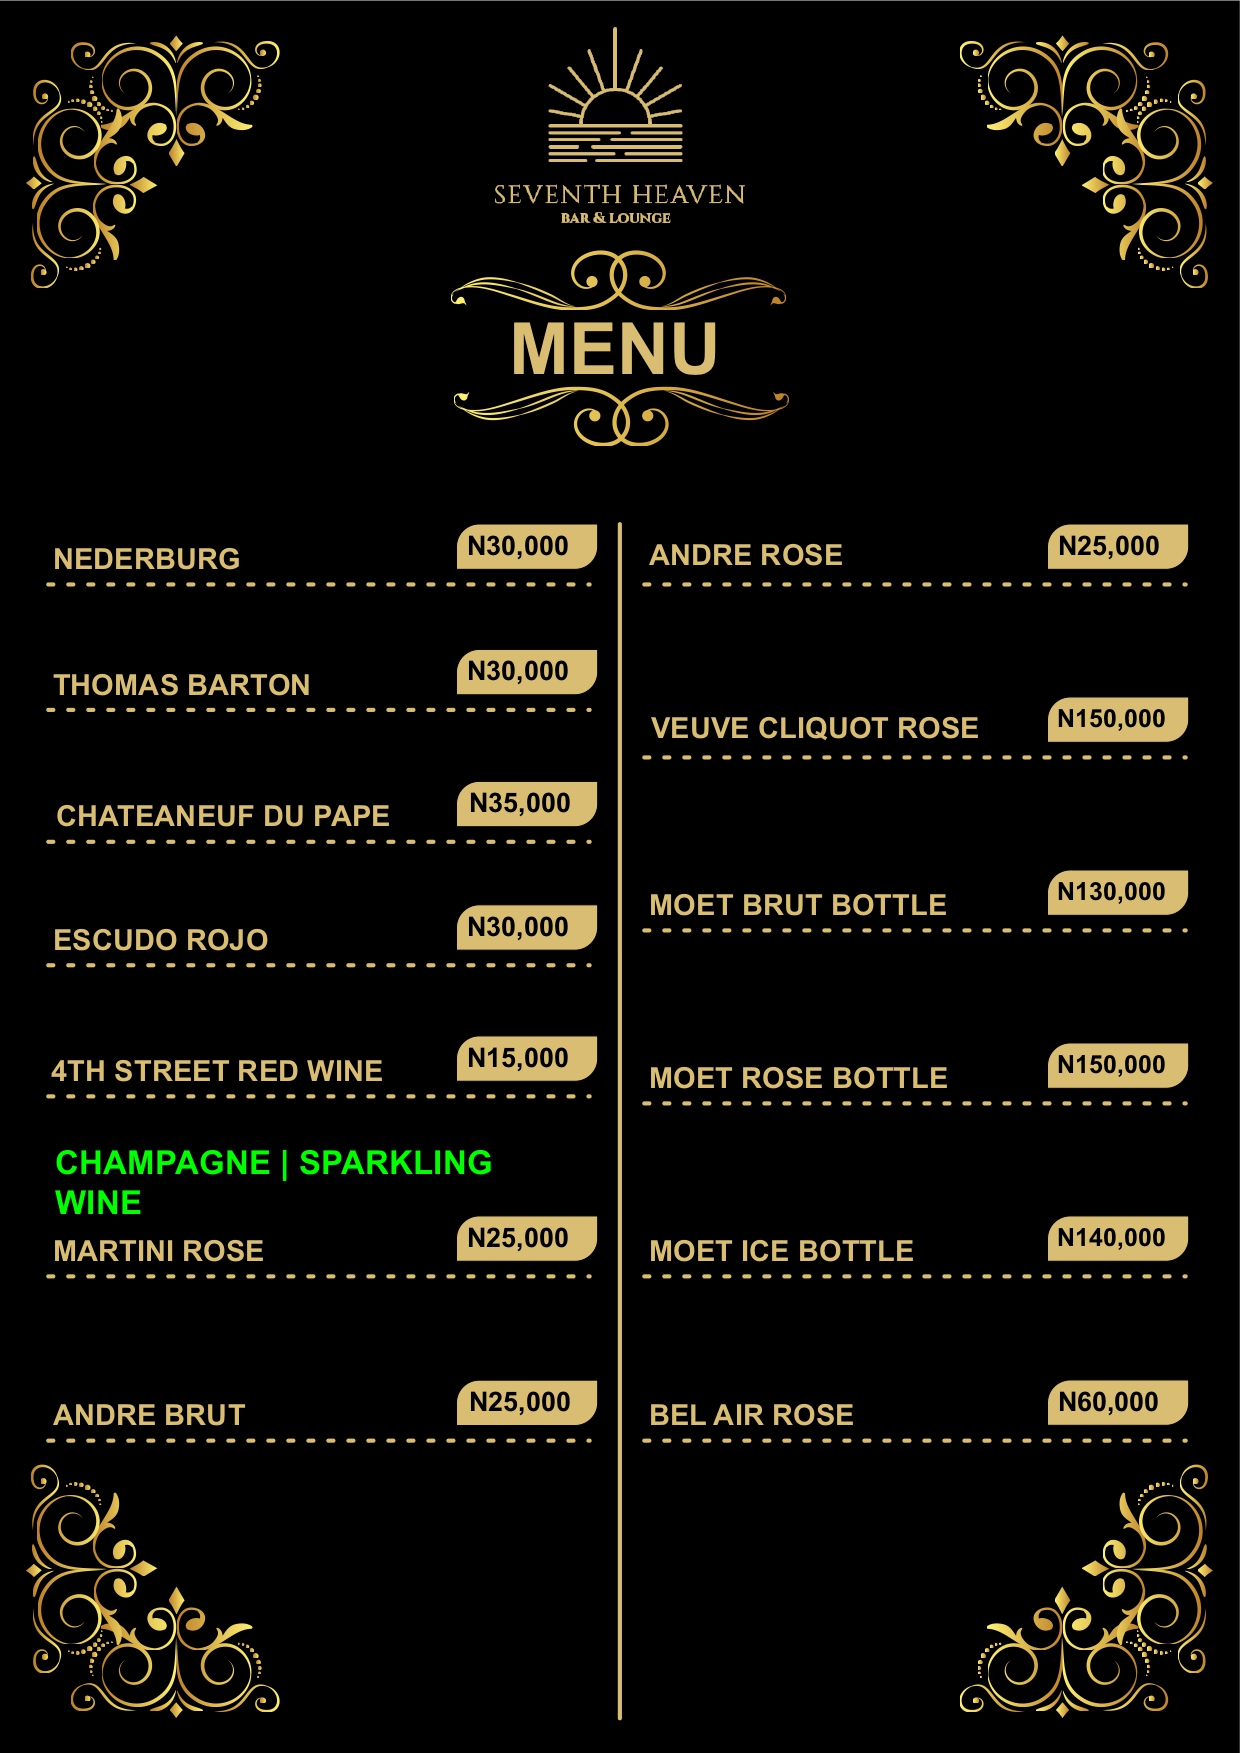 SEVENTH HEAVEN
BAR & LOUNGE
MENU
NEDERBURG N30,000
THOMAS BARTON N30,000
CHATEANEUF DU PAPE N35,000
ESCUDO ROJO N30,000
4TH STREET RED WINE N15,000
CHAMPAGNE | SPARKLING
WINE
MARTINI ROSE N25,000
ANDRE BRUT N25,000
ANDRE ROSE N25,000
VEUVE CLIQUOT ROSE N150,000
MOET BRUT BOTTLE N130,000
MOET ROSE BOTTLE N150,000
MOET ICE BOTTLE N140,000
BEL AIR ROSE N60,000